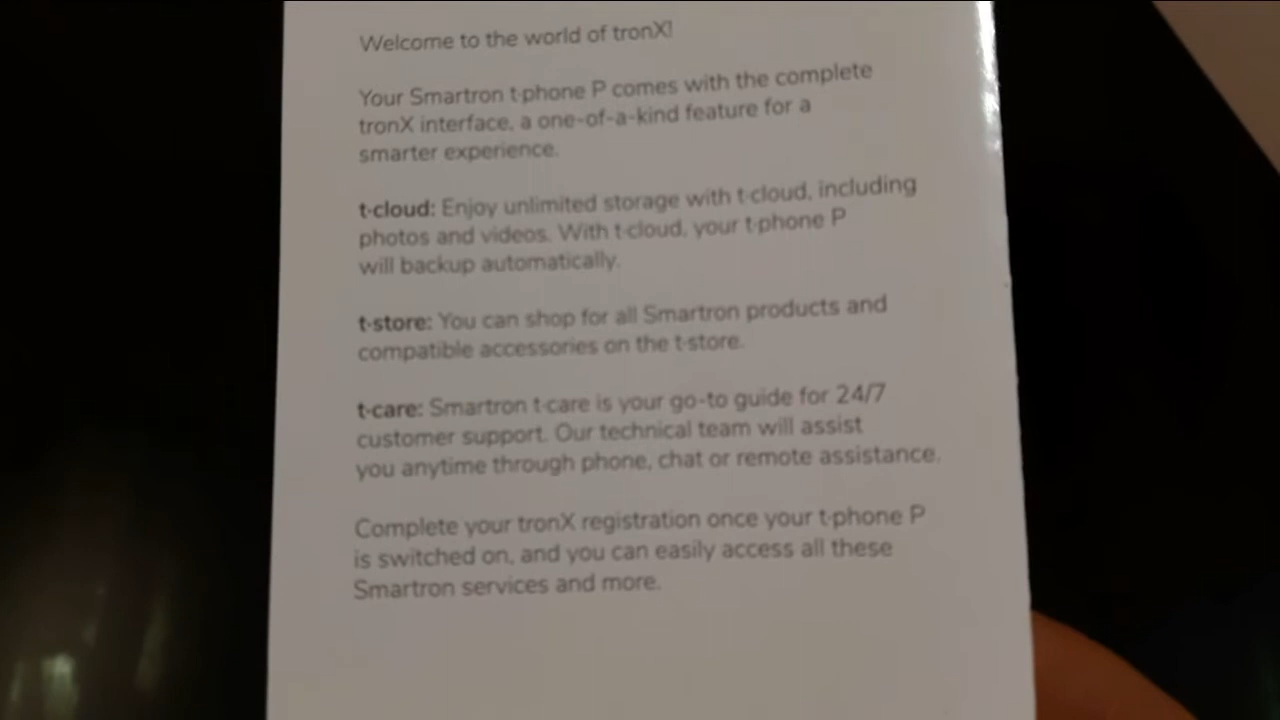 Welcome to the world of tronX!
Your Smartron t·phone P comes with the complete
tronX interface, a one-of-a-kind feature for a
smarter experience.
t·cloud: Enjoy unlimited storage with t·cloud, including
photos and videos. With t·cloud, your t·phone P
will backup automatically.
t·store: You can shop for all Smartron products and
compatible accessories on the t·store.
t·care: Smartron t·care is your go-to guide for 24/7
customer support. Our technical team will assist
you anytime through phone, chat or remote assistance.
Complete your tronX registration once your t·phone P
is switched on, and you can easily access all these
Smartron services and more.